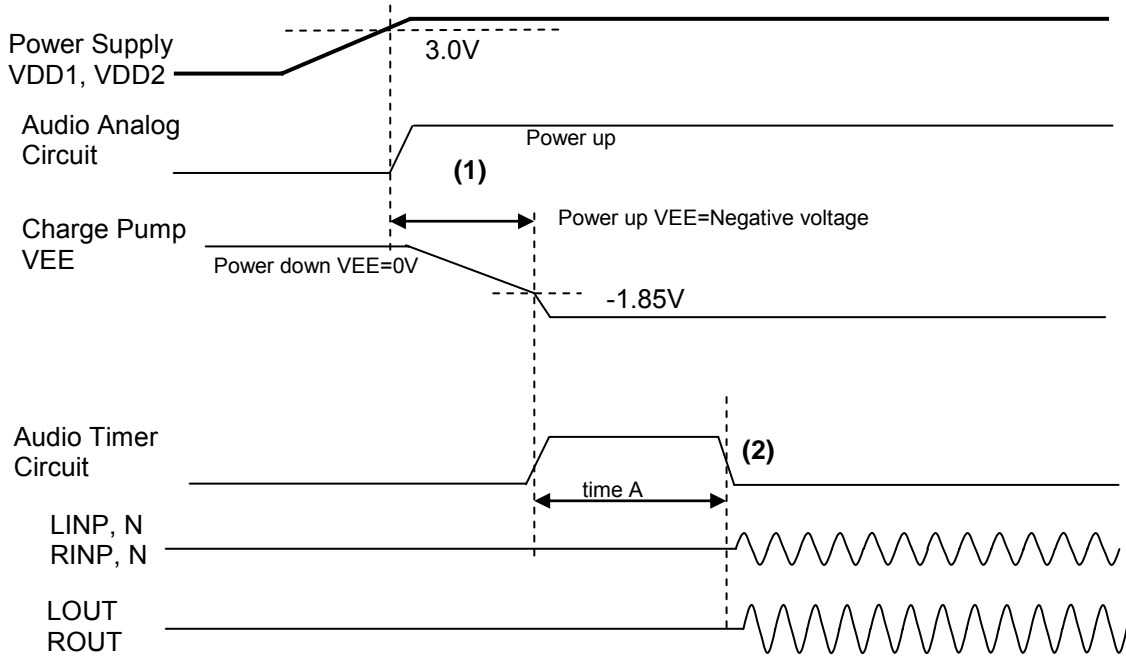 Power Supply
VDD1, VDD2
3.0V
Audio Analog
Circuit
Power up
(1)
Charge Pump
VEE
Power up VEE=Negative voltage
Power down VEE=0V
-1.85V
Audio Timer
Circuit
(2)
time A
LINP, N
RINP, N
LOUT
ROUT